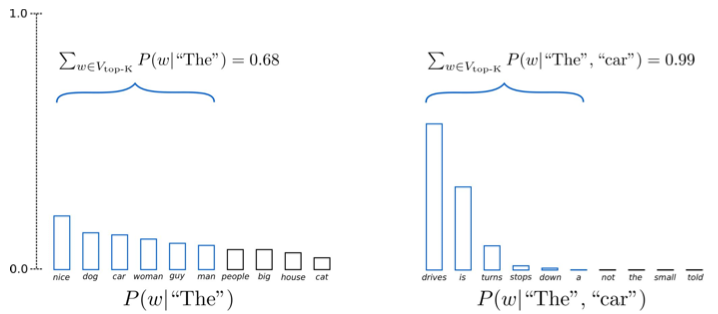 1.0
∑w∈Vtop-K P(w|“The”) = 0.68
∑w∈Vtop-K P(w|“The”, “car”) = 0.99
0.0
nice dog car woman guy man people big house cat
drives is turns stops down a not the small told
P(w|“The”)
P(w|“The”, “car”)